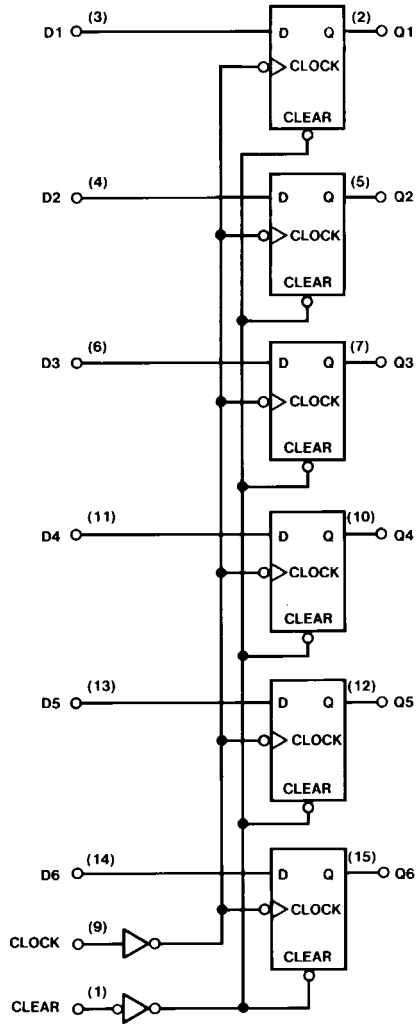 D1 (3) D Q (2) Q1
CLOCK
CLEAR
D2 (4) D Q (5) Q2
CLOCK
CLEAR
D3 (6) D Q (7) Q3
CLOCK
CLEAR
D4 (11) D Q (10) Q4
CLOCK
CLEAR
D5 (13) D Q (12) Q5
CLOCK
CLEAR
D6 (14) D Q (15) Q6
CLOCK
CLOCK (9)
CLEAR
CLEAR (1)